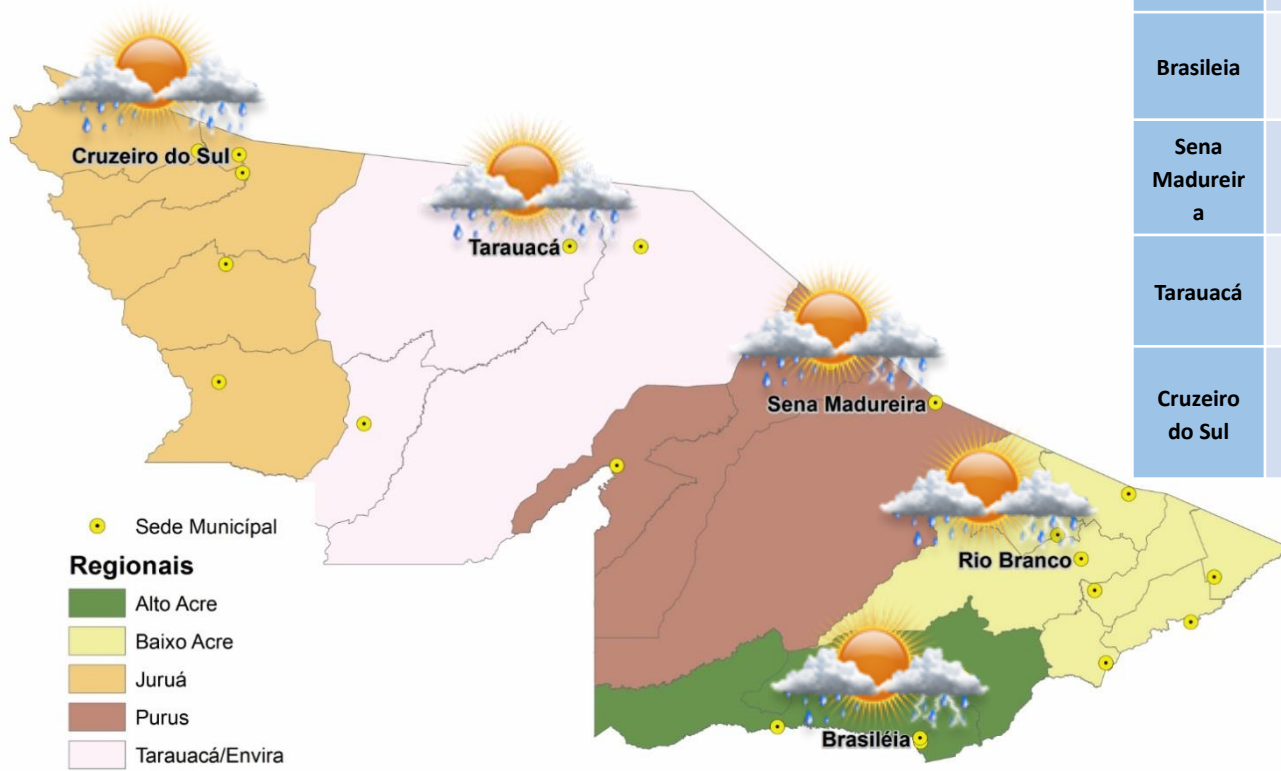 Cruzeiro do Sul
Tarauacá
Sena Madureira
Rio Branco
Brasiléia
Sede Municípal
Regionais
Alto Acre
Baixo Acre
Juruá
Purus
Tarauacá/Envira
Brasileia
Sena
Madureir
a
Tarauacá
Cruzeiro
do Sul